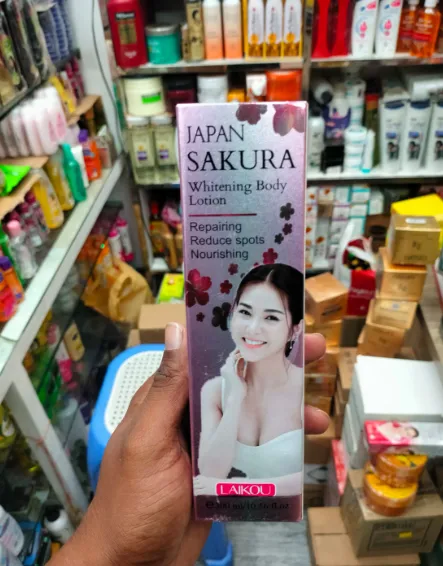 JAPAN
SAKURA
Whitening Body
Lotion
Repairing
Reduce spots
Nourishing
LAIKOU